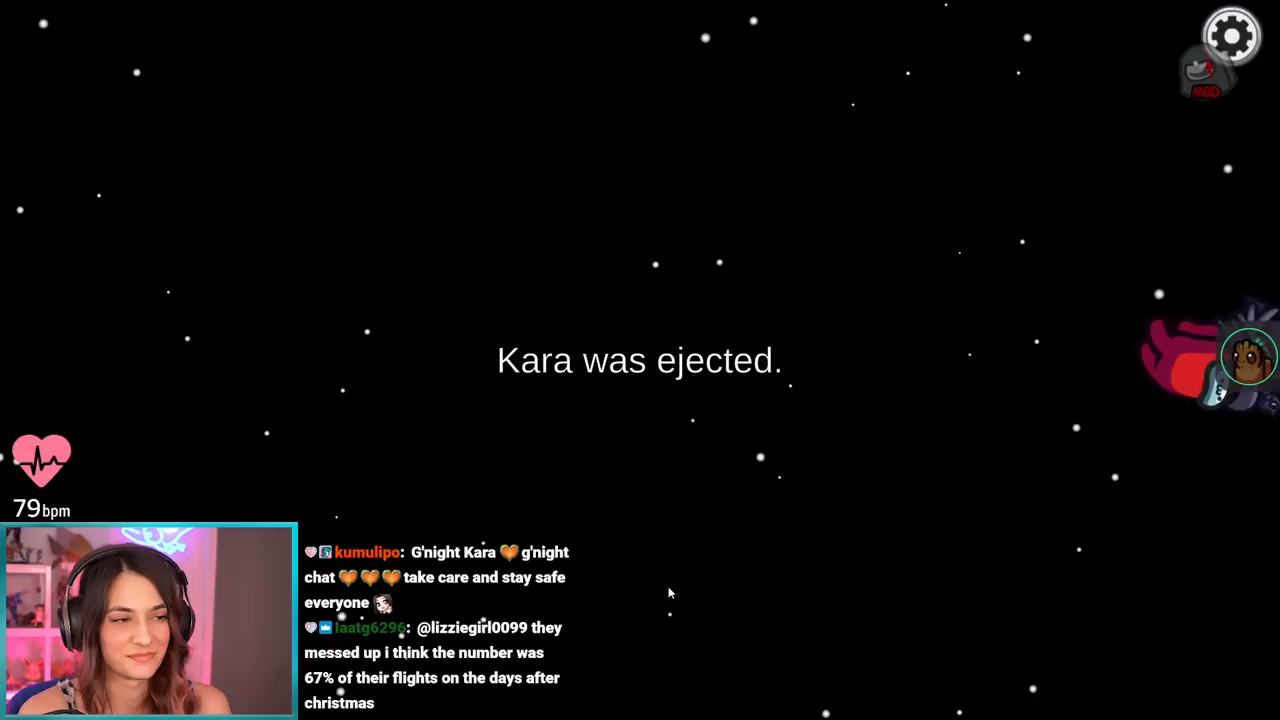 MOD
Kara was ejected.
79bpm
kumulipo: G'night Kara 🧡 g'night
chat 🧡🧡🧡 take care and stay safe
everyone
laatg6296: @lizziegirl0099 they
messed up i think the number was
67% of their flights on the days after
christmas